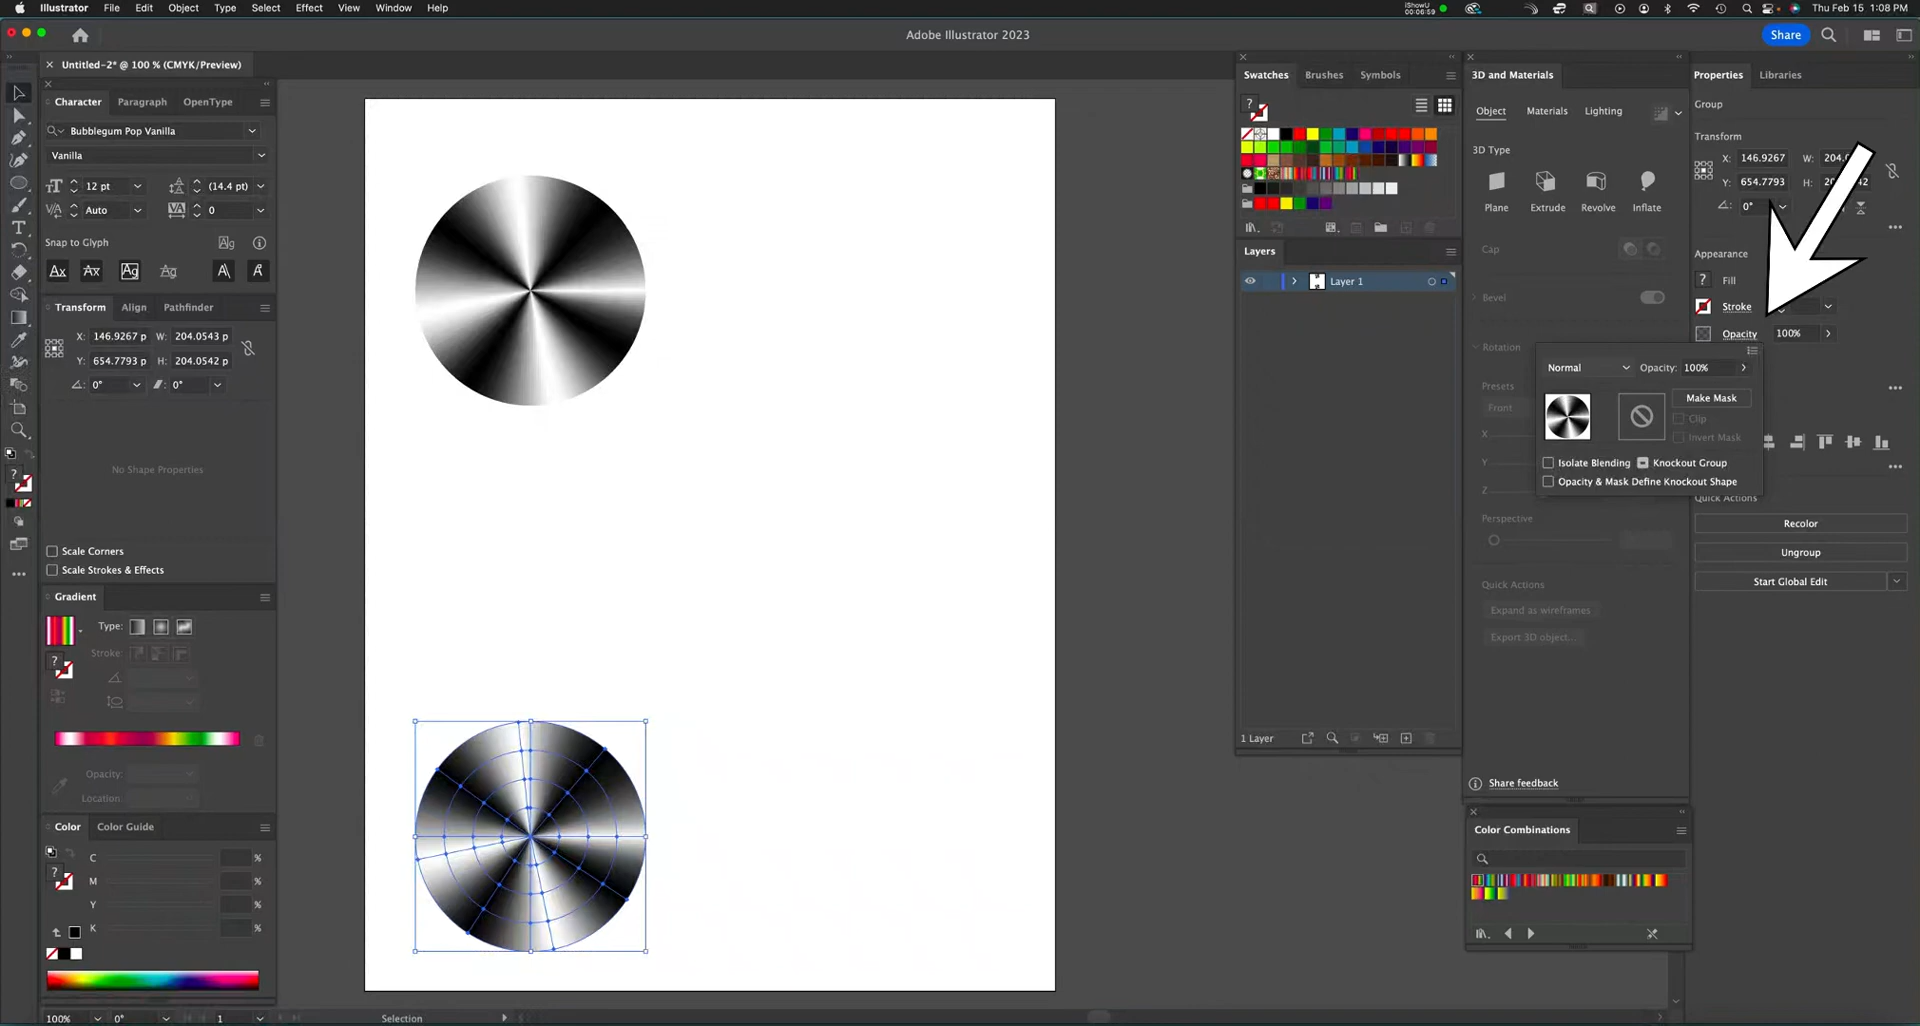 Illustrator File Edit Object Type Select Effect View Window Help
iShowU
00:06:59
Thu Feb 15 1:08 PM
Adobe Illustrator 2023
Share
Untitled-2* @ 100 % (CMYK/Preview)
Character Paragraph OpenType
Bubblegum Pop Vanilla
Vanilla
12 pt (14.4 pt)
Auto 0
Snap to Glyph
Transform Align Pathfinder
X: 146.9267 p W: 204.0543 p
Y: 654.7793 p H: 204.0542 p
0° 0°
No Shape Properties
Scale Corners
Scale Strokes & Effects
Gradient
Type:
Stroke:
Opacity:
Location:
Color Color Guide
C %
M %
Y %
K %
100% 0° 1 Selection
Swatches Brushes Symbols
Layers
Layer 1
1 Layer
3D and Materials
Object Materials Lighting
3D Type
Plane Extrude Revolve Inflate
Cap
Bevel
Rotation
Presets
Front
X
Y
Z
Perspective
Quick Actions
Expand as wireframes
Export 3D object...
Share feedback
Color Combinations
Properties Libraries
Group
Transform
X: 146.9267 W:
Y: 654.7793 H:
0°
Appearance
Fill
Stroke
Opacity 100%
Normal Opacity: 100%
Make Mask
Clip
Invert Mask
Isolate Blending Knockout Group
Opacity & Mask Define Knockout Shape
Quick Actions
Recolor
Ungroup
Start Global Edit